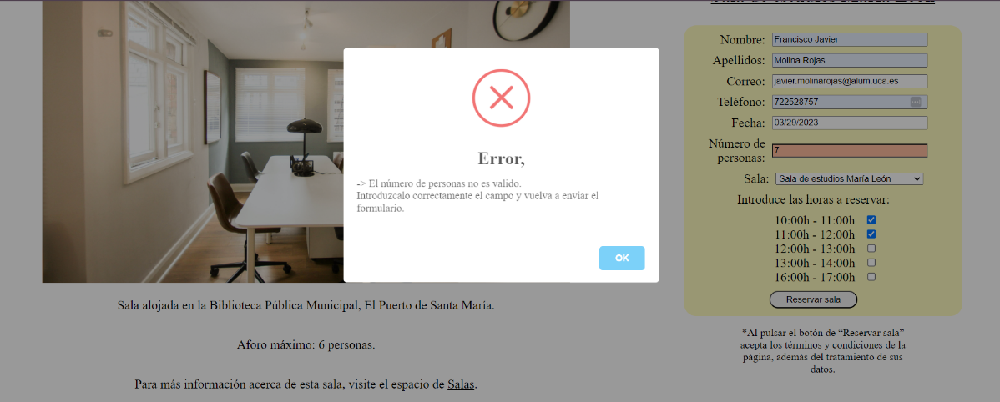 Sala de estudios María León
Nombre: Francisco Javier
Apellidos: Molina Rojas
Correo: javier.molinarojas@alum.uca.es
Teléfono: 722528757
Fecha: 03/29/2023
Número de
personas: 7
Sala: Sala de estudios María León
Introduce las horas a reservar:
10:00h - 11:00h
11:00h - 12:00h
12:00h - 13:00h
13:00h - 14:00h
16:00h - 17:00h
Reservar sala
*Al pulsar el botón de “Reservar sala”
acepta los términos y condiciones de la
página, además del tratamiento de sus
datos.
Error,
-> El número de personas no es valido.
Introduzcalo correctamente el campo y vuelva a enviar el
formulario.
OK
Sala alojada en la Biblioteca Pública Municipal, El Puerto de Santa María.
Aforo máximo: 6 personas.
Para más información acerca de esta sala, visite el espacio de Salas.